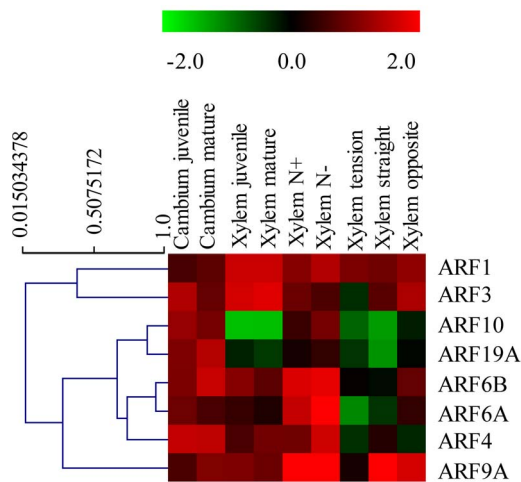 -2.0 0.0 2.0
0.015034378
0.5075172
1.0
Cambium juvenile
Cambium mature
Xylem juvenile
Xylem mature
Xylem N+
Xylem N-
Xylem tension
Xylem straight
Xylem opposite
ARF1
ARF3
ARF10
ARF19A
ARF6B
ARF6A
ARF4
ARF9A